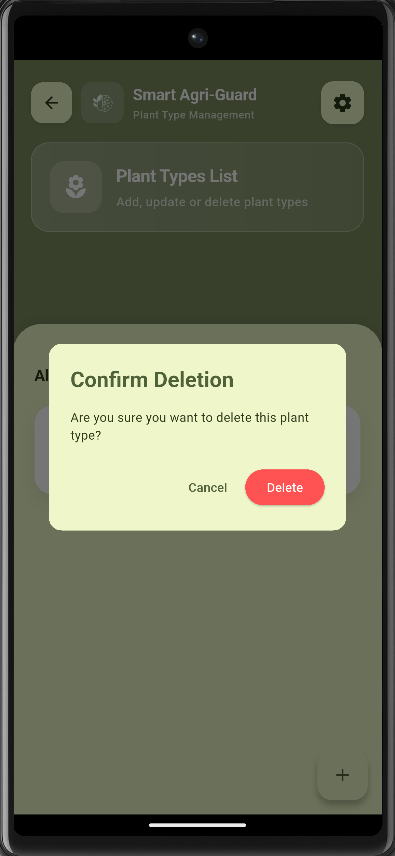 Smart Agri-Guard
Plant Type Management
Plant Types List
Add, update or delete plant types
Al
Confirm Deletion
Are you sure you want to delete this plant
type?
Cancel
Delete